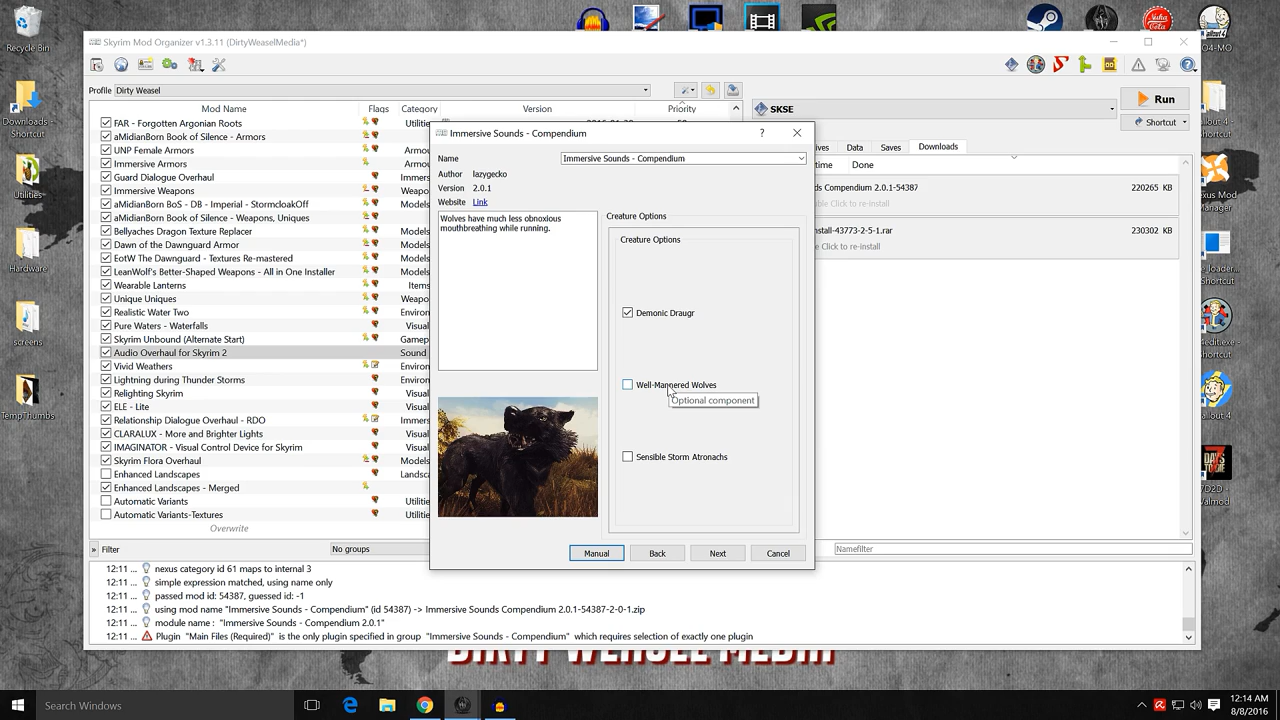 Recycle Bin
Downloads -
Shortcut
Utilities
Hardware
screens
TempThumbs
Skyrim Mod Organizer v1.3.11 (DirtyWeaselMedia*)
Profile
Dirty Weasel
Mod Name
Flags
Category
Version
Priority
FAR - Forgotten Argonian Roots
Utilitie
aMidianBorn Book of Silence - Armors
UNP Female Armors
Armou
Immersive Armors
Armou
Guard Dialogue Overhaul
Immersive Weapons
aMidianBorn BoS - DB - Imperial - StormcloakOff
aMidianBorn Book of Silence - Weapons, Uniques
Bellyaches Dragon Texture Replacer
Models
Dawn of the Dawnguard Armor
EotW The Dawnguard - Textures Re-mastered
Models
LeanWolf's Better-Shaped Weapons - All in One Installer
Models
Wearable Lanterns
Items
Unique Uniques
Weapo
Realistic Water Two
Environ
Pure Waters - Waterfalls
Visual
Skyrim Unbound (Alternate Start)
Gamep
Audio Overhaul for Skyrim 2
Sound
Vivid Weathers
Environ
Lightning during Thunder Storms
Environ
Relighting Skyrim
Visual
ELE - Lite
Visual
Relationship Dialogue Overhaul - RDO
Immers
CLARALUX - More and Brighter Lights
Visual
IMAGINATOR - Visual Control Device for Skyrim
Visual
Skyrim Flora Overhaul
Models
Enhanced Landscapes
Landsc
Enhanced Landscapes - Merged
Automatic Variants
Utilitie
Automatic Variants-Textures
Utilitie
Overwrite
» Filter
No groups
Namefilter
SKSE
Run
Shortcut
ives
Data
Saves
Downloads
time
Done
ds Compendium 2.0.1-54387
220265 KB
ble Click to re-install
nstall-43773-2-5-1.rar
230302 KB
e Click to re-install
Immersive Sounds - Compendium
?
Name
Immersive Sounds - Compendium
Author
lazygecko
Version
2.0.1
Website
Link
Wolves have much less obnoxious
mouthbreathing while running.
Creature Options
Creature Options
Demonic Draugr
Well-Mannered Wolves
Optional component
Sensible Storm Atronachs
Manual
Back
Next
Cancel
12:11 ... nexus category id 61 maps to internal 3
12:11 ... simple expression matched, using name only
12:11 ... passed mod id: 54387, guessed id: -1
12:11 ... using mod name "Immersive Sounds - Compendium" (id 54387) -> Immersive Sounds Compendium 2.0.1-54387-2-0-1.zip
12:11 ... module name : "Immersive Sounds - Compendium 2.0.1"
12:11 ... Plugin "Main Files (Required)" is the only plugin specified in group "Immersive Sounds - Compendium" which requires selection of exactly one plugin
DIRTY WEASEL MEDIA
Search Windows
12:14 AM
8/8/2016